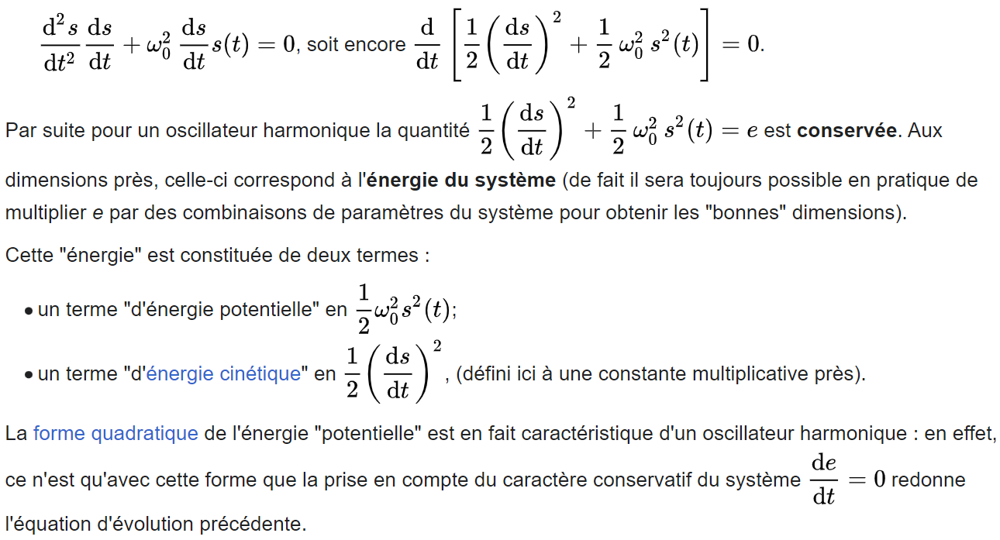 $\frac{\mathrm{d}^2 s}{\mathrm{d}t^2}\frac{\mathrm{d}s}{\mathrm{d}t} + \omega_0^2 \frac{\mathrm{d}s}{\mathrm{d}t}s(t) = 0$, soit encore $\frac{\mathrm{d}}{\mathrm{d}t}\left[\frac{1}{2}\left(\frac{\mathrm{d}s}{\mathrm{d}t}\right)^2 + \frac{1}{2}\omega_0^2 s^2(t)\right] = 0$.
Par suite pour un oscillateur harmonique la quantité $\frac{1}{2}\left(\frac{\mathrm{d}s}{\mathrm{d}t}\right)^2 + \frac{1}{2}\omega_0^2 s^2(t) = e$ est conservée. Aux
dimensions près, celle-ci correspond à l'énergie du système (de fait il sera toujours possible en pratique de
multiplier e par des combinaisons de paramètres du système pour obtenir les "bonnes" dimensions).
Cette "énergie" est constituée de deux termes :
• un terme "d'énergie potentielle" en $\frac{1}{2}\omega_0^2 s^2(t)$;
• un terme "d'énergie cinétique" en $\frac{1}{2}\left(\frac{\mathrm{d}s}{\mathrm{d}t}\right)^2$, (défini ici à une constante multiplicative près).
La forme quadratique de l'énergie "potentielle" est en fait caractéristique d'un oscillateur harmonique : en effet,
ce n'est qu'avec cette forme que la prise en compte du caractère conservatif du système $\frac{\mathrm{d}e}{\mathrm{d}t} = 0$ redonne
l'équation d'évolution précédente.